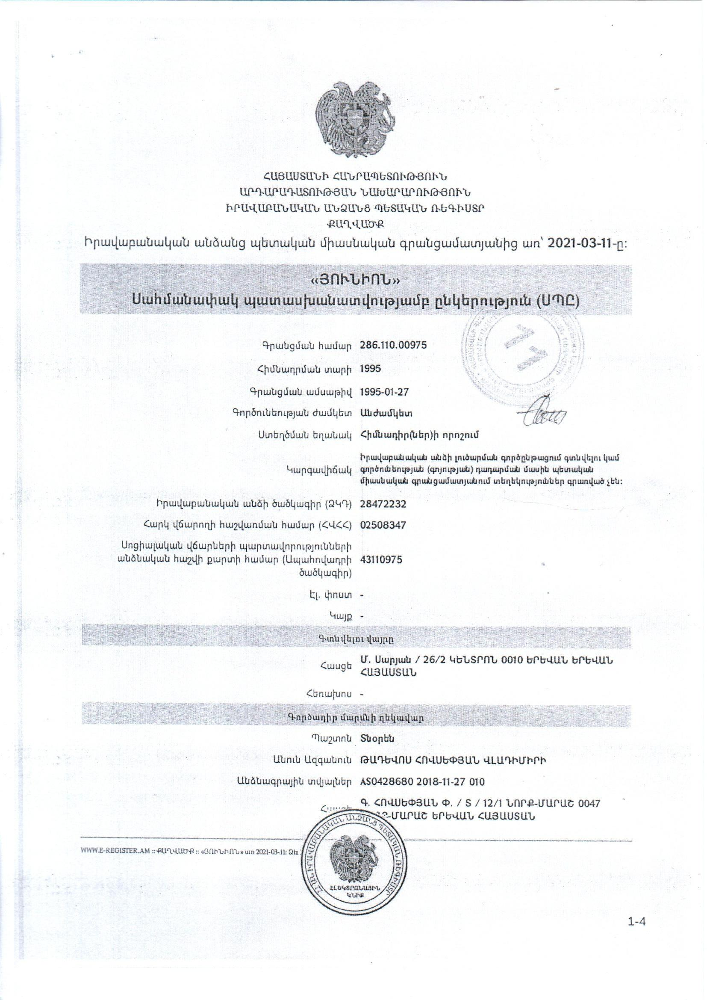 ՀԱՅԱՍՏԱՆԻ ՀԱՆՐԱՊԵՏՈՒԹՅՈՒՆ
ԱՐԴԱՐԱԴԱՏՈՒԹՅԱՆ ՆԱԽԱՐԱՐՈՒԹՅՈՒՆ
ԻՐԱՎԱԲԱՆԱԿԱՆ ԱՆՁԱՆՑ ՊԵՏԱԿԱՆ ՌԵԳԻՍՏՐ
ՔԱՂՎԱԾՔ
Իրավաբանական անձանց պետական միասնական գրանցամատյանից առ՝ 2021-03-11-ը:
«ՅՈՒՆԻՈՆ»
Սահմանափակ պատասխանատվությամբ ընկերություն (ՍՊԸ)
Գրանցման համար 286.110.00975
Հիմնադրման տարի 1995
Գրանցման ամսաթիվ 1995-01-27
Գործունեության ժամկետ Անժամկետ
Ստեղծման եղանակ Հիմնադիր(ներ)ի որոշում
Իրավաբանական անձի լուծարման գործընթացում գտնվելու կամ
Կարգավիճակ գործունեության (գոյության) դադարման մասին պետական
միասնական գրանցամատյանում տեղեկություններ գրառված չեն:
Իրավաբանական անձի ծածկագիր (ՁԿԴ) 28472232
Հարկ վճարողի հաշվառման համար (ՀՎՀՀ) 02508347
Սոցիալական վճարների պարտավորությունների
անձնական հաշվի քարտի համար (Ապահովադրի 43110975
ծածկագիր)
Էլ. փոստ -
Կայք -
Գտնվելու վայրը
Հասցե Մ. Սարյան / 26/2 ԿԵՆՏՐՈՆ 0010 ԵՐԵՎԱՆ ԵՐԵՎԱՆ
ՀԱՅԱՍՏԱՆ
Հեռախոս -
Գործադիր մարմնի ղեկավար
Պաշտոն Տնօրեն
Անուն Ազգանուն ԹԱԴԵՎՈՍ ՀՈՎՍԵՓՅԱՆ ՎԼԱԴԻՄԻՐԻ
Անձնագրային տվյալներ AS0428680 2018-11-27 010
Գ. ՀՈՎՍԵՓՅԱՆ Փ. / Տ / 12/1 ՆՈՐՔ-ՄԱՐԱՇ 0047
-ՄԱՐԱՇ ԵՐԵՎԱՆ ՀԱՅԱՍՏԱՆ
WWW.E-REGISTER.AM :: ՔԱՂՎԱԾՔ :: «ՅՈՒՆԻՈՆ» առ 2021-03-11: Ձև
ՀՀ ԱՆ ԻՐԱՎԱԲԱՆԱԿԱՆ ԱՆՁԱՆՑ ՊԵՏԱԿԱՆ ՌԵԳԻՍՏՐ
ԷԼԵԿՏՐՈՆԱՅԻՆ
ԿՆԻՔ
1-4